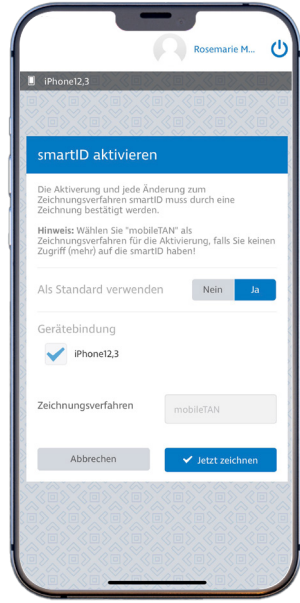 Rosemarie M...
iPhone12,3
smartID aktivieren
Die Aktiverung und jede Änderung zum
Zeichnungsverfahren smartID muss durch eine
Zeichnung bestätigt werden.
Hinweis: Wählen Sie "mobileTAN" als
Zeichnungsverfahren für die Aktivierung, falls Sie keinen
Zugriff (mehr) auf die smartID haben!
Als Standard verwenden Nein Ja
Gerätebindung
iPhone12,3
Zeichnungsverfahren mobileTAN
Abbrechen Jetzt zeichnen